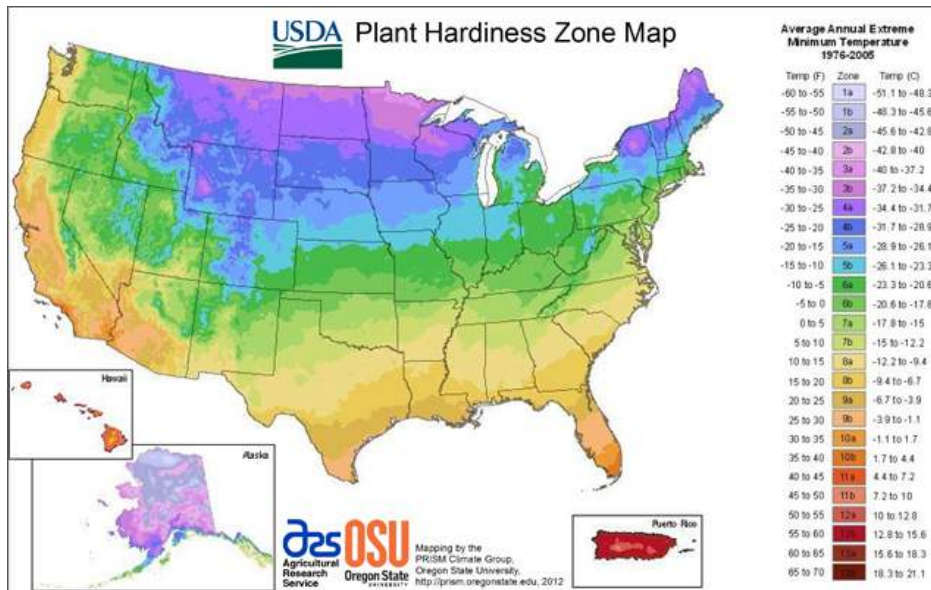 USDA Plant Hardiness Zone Map
Average Annual Extreme
Minimum Temperature
1976-2005
Temp (F) Zone Temp (C)
-60 to -55 1a -51.1 to -48.3
-55 to -50 1b -48.3 to -45.6
-50 to -45 2a -45.6 to -42.8
-45 to -40 2b -42.8 to -40
-40 to -35 3a -40 to -37.2
-35 to -30 3b -37.2 to -34.4
-30 to -25 4a -34.4 to -31.7
-25 to -20 4b -31.7 to -28.9
-20 to -15 5a -28.9 to -26.1
-15 to -10 5b -26.1 to -23.3
-10 to -5 6a -23.3 to -20.6
-5 to 0 6b -20.6 to -17.8
0 to 5 7a -17.8 to -15
5 to 10 7b -15 to -12.2
10 to 15 8a -12.2 to -9.4
15 to 20 8b -9.4 to -6.7
20 to 25 9a -6.7 to -3.9
25 to 30 9b -3.9 to -1.1
30 to 35 10a -1.1 to 1.7
35 to 40 10b 1.7 to 4.4
40 to 45 11a 4.4 to 7.2
45 to 50 11b 7.2 to 10
50 to 55 12a 10 to 12.8
55 to 60 12b 12.8 to 15.6
60 to 65 13a 15.6 to 18.3
65 to 70 18.3 to 21.1
Hawaii
Alaska
Puerto Rico
ars
Agricultural
Research
Service
OSU
Oregon State
UNIVERSITY
Mapping by the
PRISM Climate Group,
Oregon State University,
http://prism.oregonstate.edu, 2012